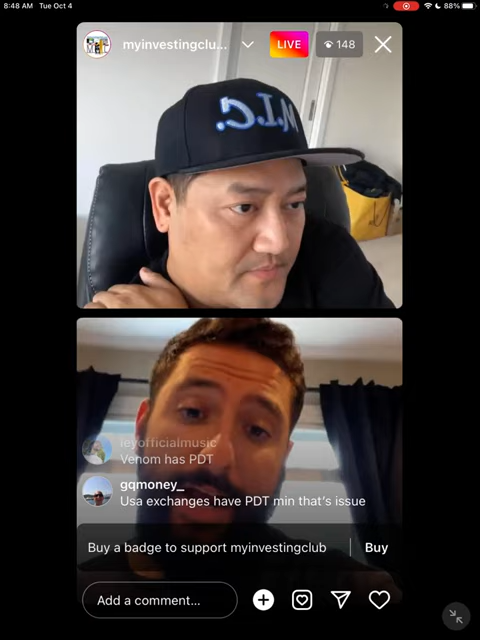 8:48 AM Tue Oct 4
88%
myinvestingclu...
LIVE
148
M.I.C.
leyofficialmusic
Venom has PDT
gqmoney_
Usa exchanges have PDT min that's issue
Buy a badge to support myinvestingclub
Buy
Add a comment...